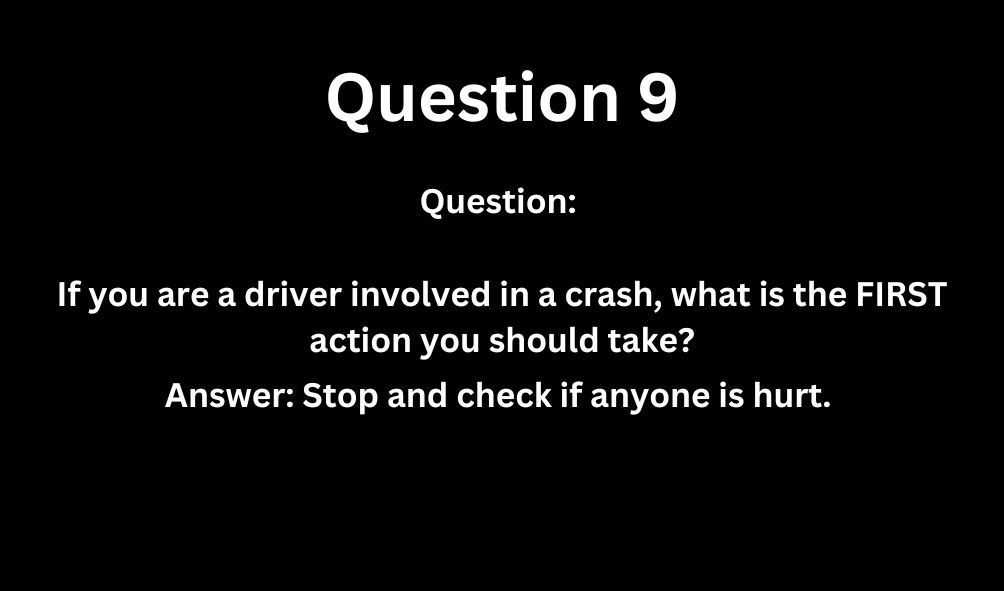 Question 9
Question:
If you are a driver involved in a crash, what is the FIRST
action you should take?
Answer: Stop and check if anyone is hurt.